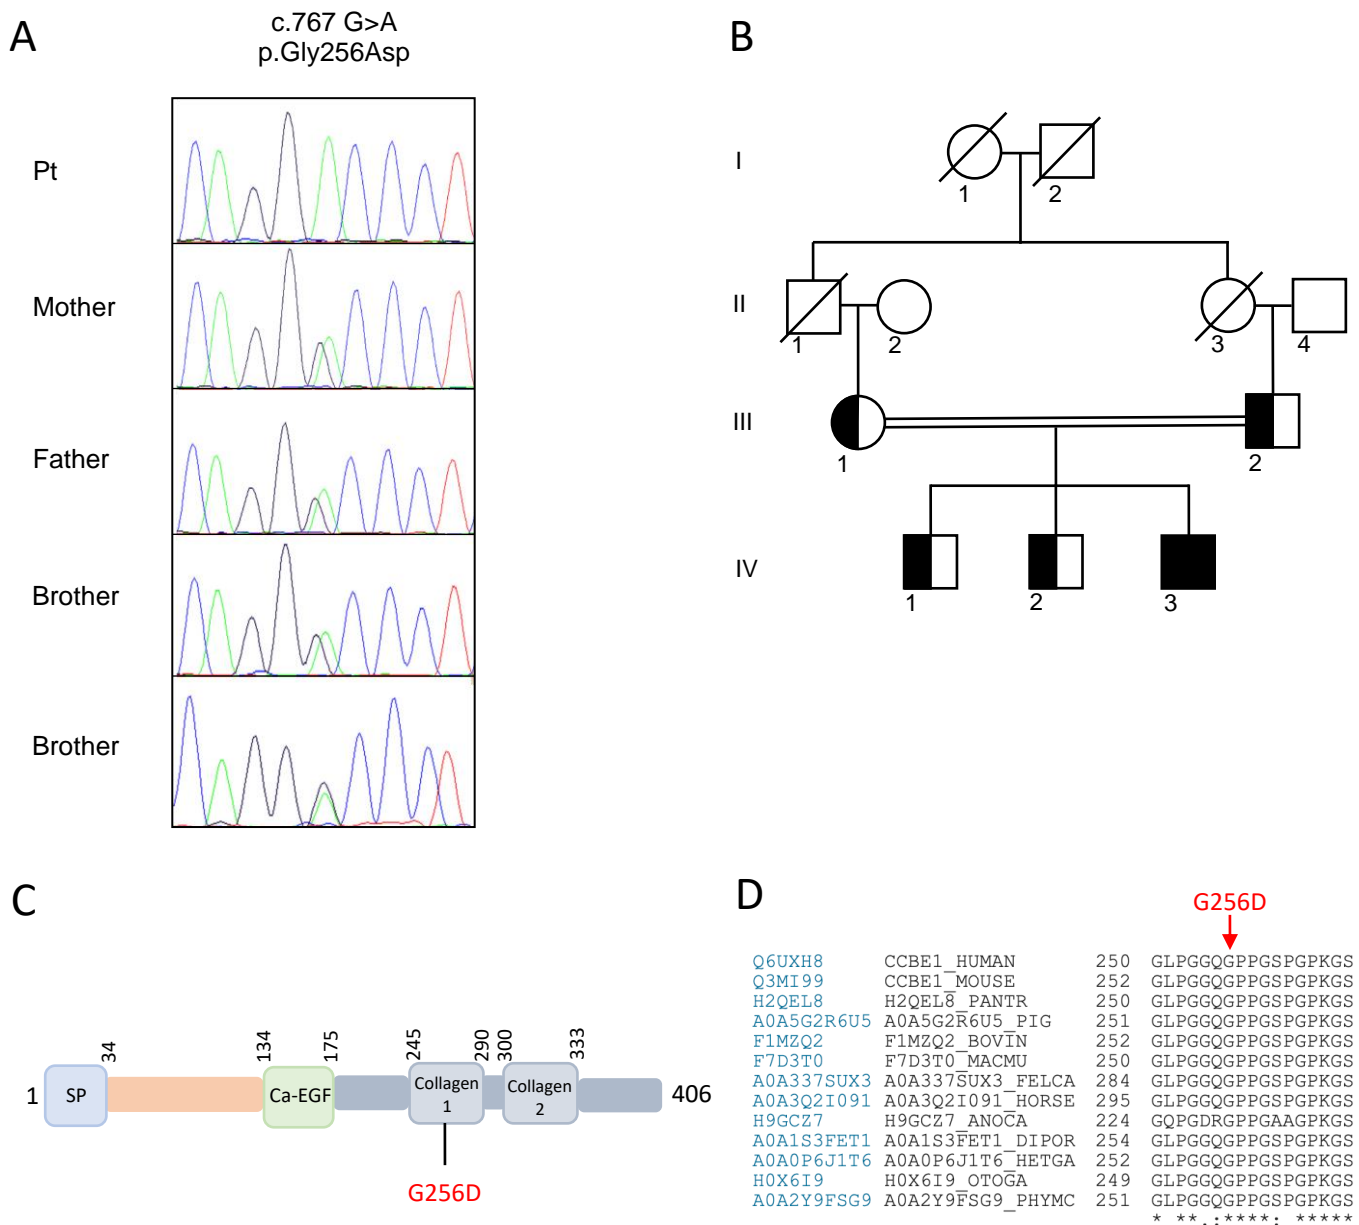 A
c.767 G>A
p.Gly256Asp
Pt
Mother
Father
Brother
Brother
B
I
1
2
II
1
2
3
4
III
1
2
IV
1
2
3
C
1
SP
34
134
Ca-EGF
175
245
Collagen
1
290
300
Collagen
2
333
406
G256D
D
G256D
Q6UXH8 CCBE1_HUMAN 250 GLPGGQGPPGSPGPKGS
Q3MI99 CCBE1_MOUSE 252 GLPGGQGPPGSPGPKGS
H2QEL8 H2QEL8_PANTR 250 GLPGGQGPPGSPGPKGS
A0A5G2R6U5 A0A5G2R6U5_PIG 251 GLPGGQGPPGSPGPKGS
F1MZQ2 F1MZQ2_BOVIN 252 GLPGGQGPPGSPGPKGS
F7D3T0 F7D3T0_MACMU 250 GLPGGQGPPGSPGPKGS
A0A337SUX3 A0A337SUX3_FELCA 284 GLPGGQGPPGSPGPKGS
A0A3Q2I091 A0A3Q2I091_HORSE 295 GLPGGQGPPGSPGPKGS
H9GCZ7 H9GCZ7_ANOCA 224 GQPGDRGPPGAAGPKGS
A0A1S3FET1 A0A1S3FET1_DIPOR 254 GLPGGQGPPGSPGPKGS
A0A0P6J1T6 A0A0P6J1T6_HETGA 252 GLPGGQGPPGSPGPKGS
H0X6I9 H0X6I9_OTOGA 249 GLPGGQGPPGSPGPKGS
A0A2Y9FSG9 A0A2Y9FSG9_PHYMC 251 GLPGGQGPPGSPGPKGS
* **.:****: *****